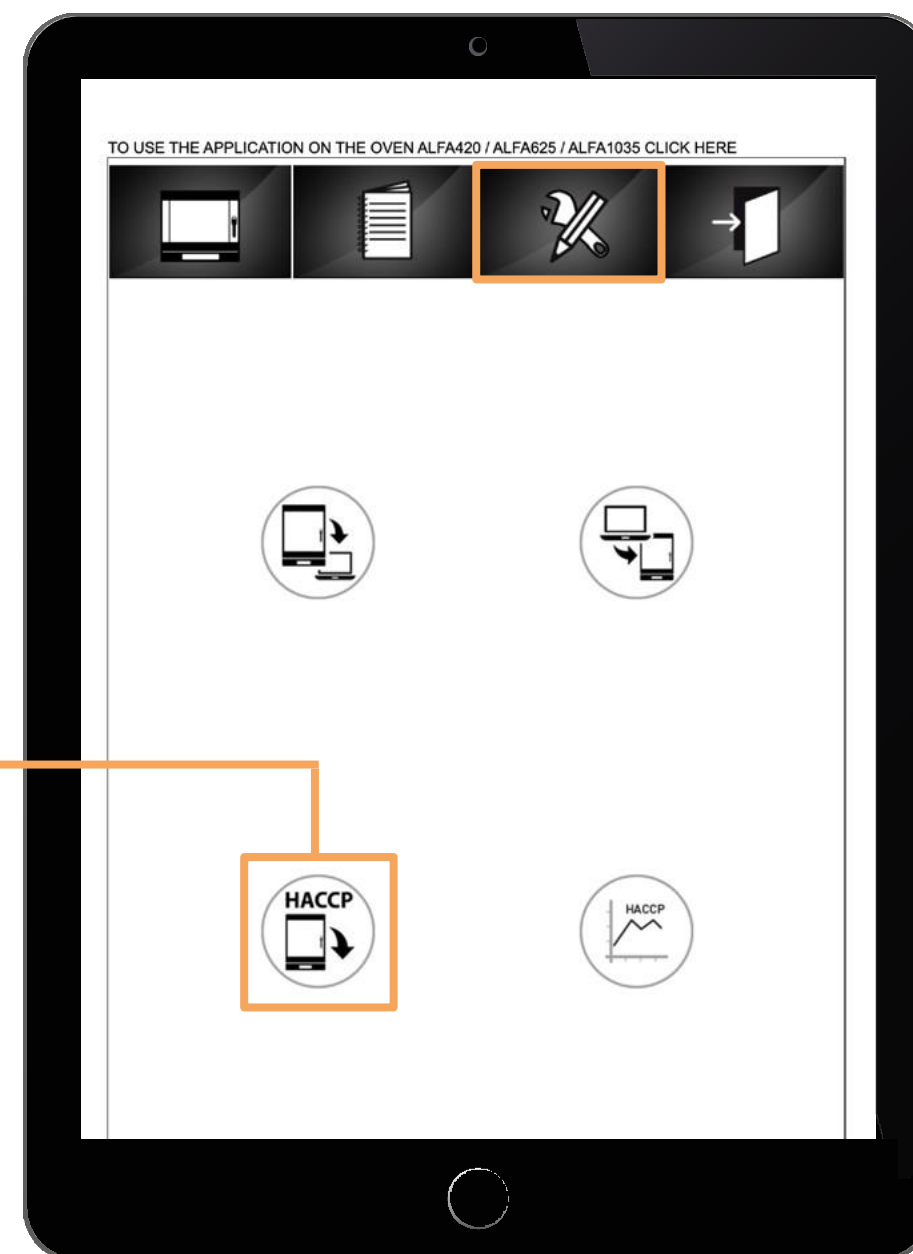 TO USE THE APPLICATION ON THE OVEN ALFA420 / ALFA625 / ALFA1035 CLICK HERE
HACCP
HACCP